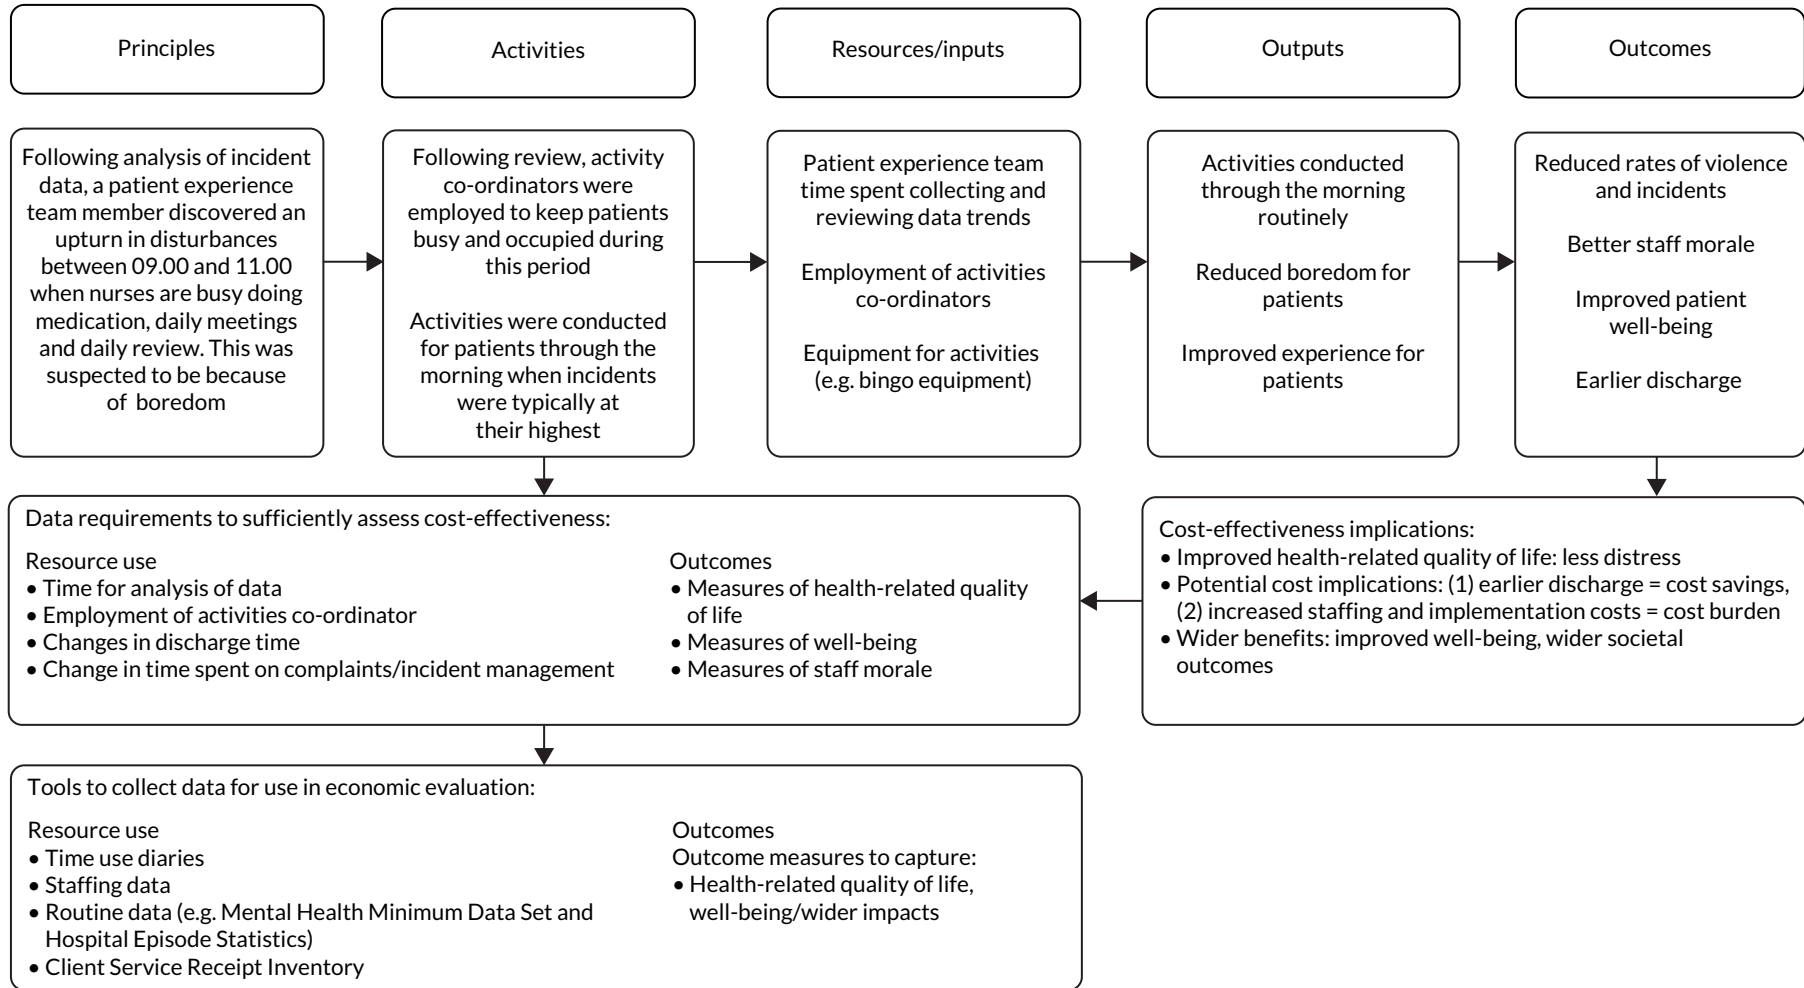 Principles
Activities
Resources/inputs
Outputs
Outcomes
Following analysis of incident
data, a patient experience
team member discovered an
upturn in disturbances
between 09.00 and 11.00
when nurses are busy doing
medication, daily meetings
and daily review. This was
suspected to be because
of boredom
Following review, activity
co-ordinators were
employed to keep patients
busy and occupied during
this period
Activities were conducted
for patients through the
morning when incidents
were typically at
their highest
Patient experience team
time spent collecting and
reviewing data trends
Employment of activities
co-ordinators
Equipment for activities
(e.g. bingo equipment)
Activities conducted
through the morning
routinely
Reduced boredom for
patients
Improved experience for
patients
Reduced rates of violence
and incidents
Better staff morale
Improved patient
well-being
Earlier discharge
Data requirements to sufficiently assess cost-effectiveness:
Resource use
• Time for analysis of data
• Employment of activities co-ordinator
• Changes in discharge time
• Change in time spent on complaints/incident management
Outcomes
• Measures of health-related quality
of life
• Measures of well-being
• Measures of staff morale
Cost-effectiveness implications:
• Improved health-related quality of life: less distress
• Potential cost implications: (1) earlier discharge = cost savings,
(2) increased staffing and implementation costs = cost burden
• Wider benefits: improved well-being, wider societal
outcomes
Tools to collect data for use in economic evaluation:
Resource use
• Time use diaries
• Staffing data
• Routine data (e.g. Mental Health Minimum Data Set and
Hospital Episode Statistics)
• Client Service Receipt Inventory
Outcomes
Outcome measures to capture:
• Health-related quality of life,
well-being/wider impacts